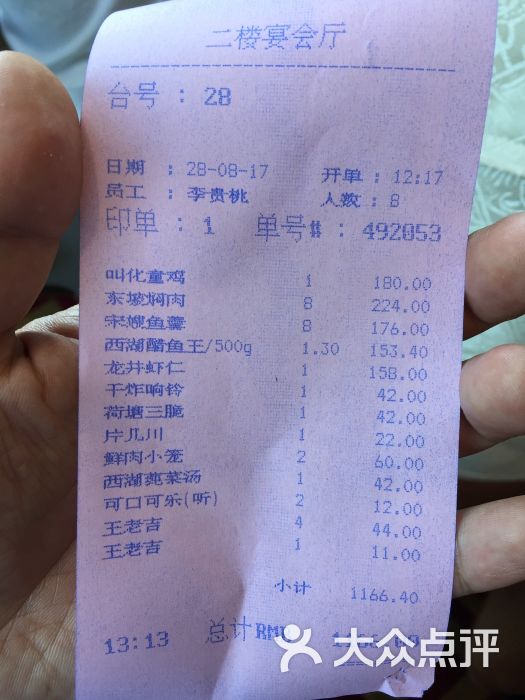 二楼宴会厅
台号 : 28
日期 : 28-08-17 开单 : 12:17
员工 : 李贵桃 人数 : 8
印单 : 1 单号# : 492053
叫化童鸡 1 180.00
东坡焖肉 8 224.00
宋嫂鱼羹 8 176.00
西湖醋鱼王/500g 1.30 153.40
龙井虾仁 1 158.00
干炸响铃 1 42.00
荷塘三脆 1 42.00
片儿川 1 22.00
鲜肉小笼 2 60.00
西湖莼菜汤 1 42.00
可口可乐(听) 2 12.00
王老吉 4 44.00
王老吉 1 11.00
小计 1166.40
13:13 总计RMB
大众点评